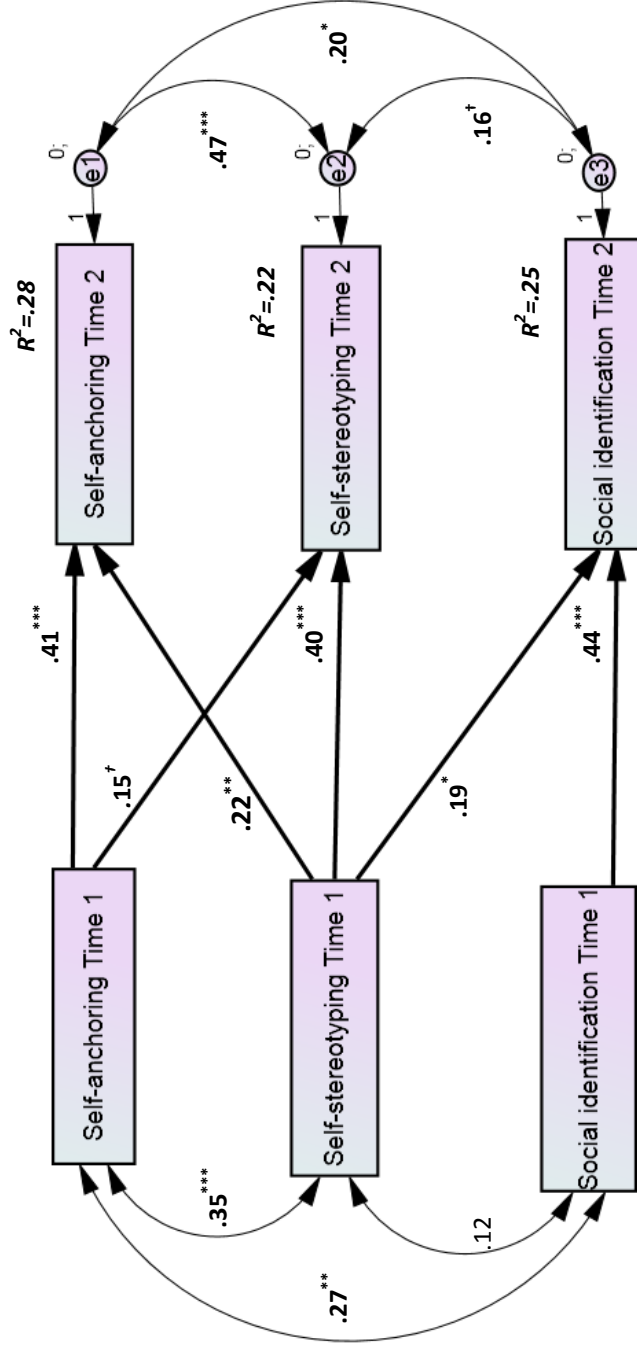 Self-anchoring Time 1
Self-stereotyping Time 1
Social identification Time 1
.35***
.12
.27**
.41***
.15†
.22**
.40***
.19*
.44***
Self-anchoring Time 2
Self-stereotyping Time 2
Social identification Time 2
R²=.28
R²=.22
R²=.25
1
1
1
0;
e1
0;
e2
0;
e3
.47***
.16†
.20*